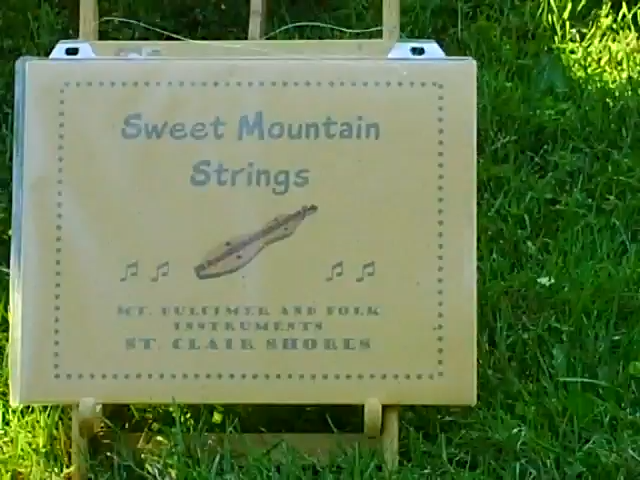 Sweet Mountain
Strings
MT. DULCIMER AND FOLK
INSTRUMENTS
ST. CLAIR SHORES